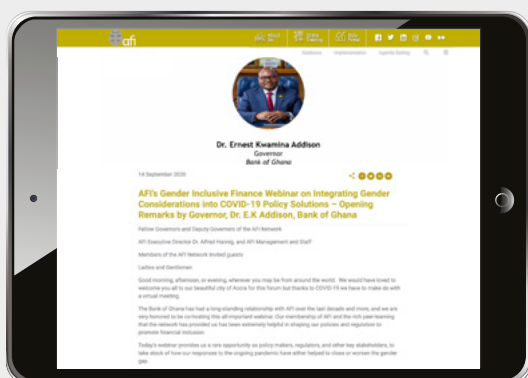 afi
Dr. Ernest Kwamina Addison
Governor
Bank of Ghana
14 September 2020
AFI's Gender Inclusive Finance Webinar on Integrating Gender
Considerations into COVID-19 Policy Solutions – Opening
Remarks by Governor, Dr. E.K Addison, Bank of Ghana
Fellow Governors and Deputy Governors of the AFI Network
AFI Executive Director Dr. Alfred Hannig, and AFI Management and Staff
Members of the AFI Network Invited guests
Ladies and Gentlemen
Good morning, afternoon, or evening, wherever you may be from around the world. We would have loved to
welcome you all to our beautiful city of Accra for this forum but thanks to COVID-19 we have to make do with
a virtual meeting.
The Bank of Ghana has had a long-standing relationship with AFI over the last decade and more, and we are
very honored to be co-hosting this all-important webinar. Our membership of AFI and the rich peer-learning
that the network has provided us has been extremely helpful in shaping our policies and regulation to
promote financial inclusion.
Today's webinar provides us a rare opportunity as policy makers, regulators, and other key stakeholders, to
take stock of how our responses to the ongoing pandemic have either helped to close or worsen the gender
gap.